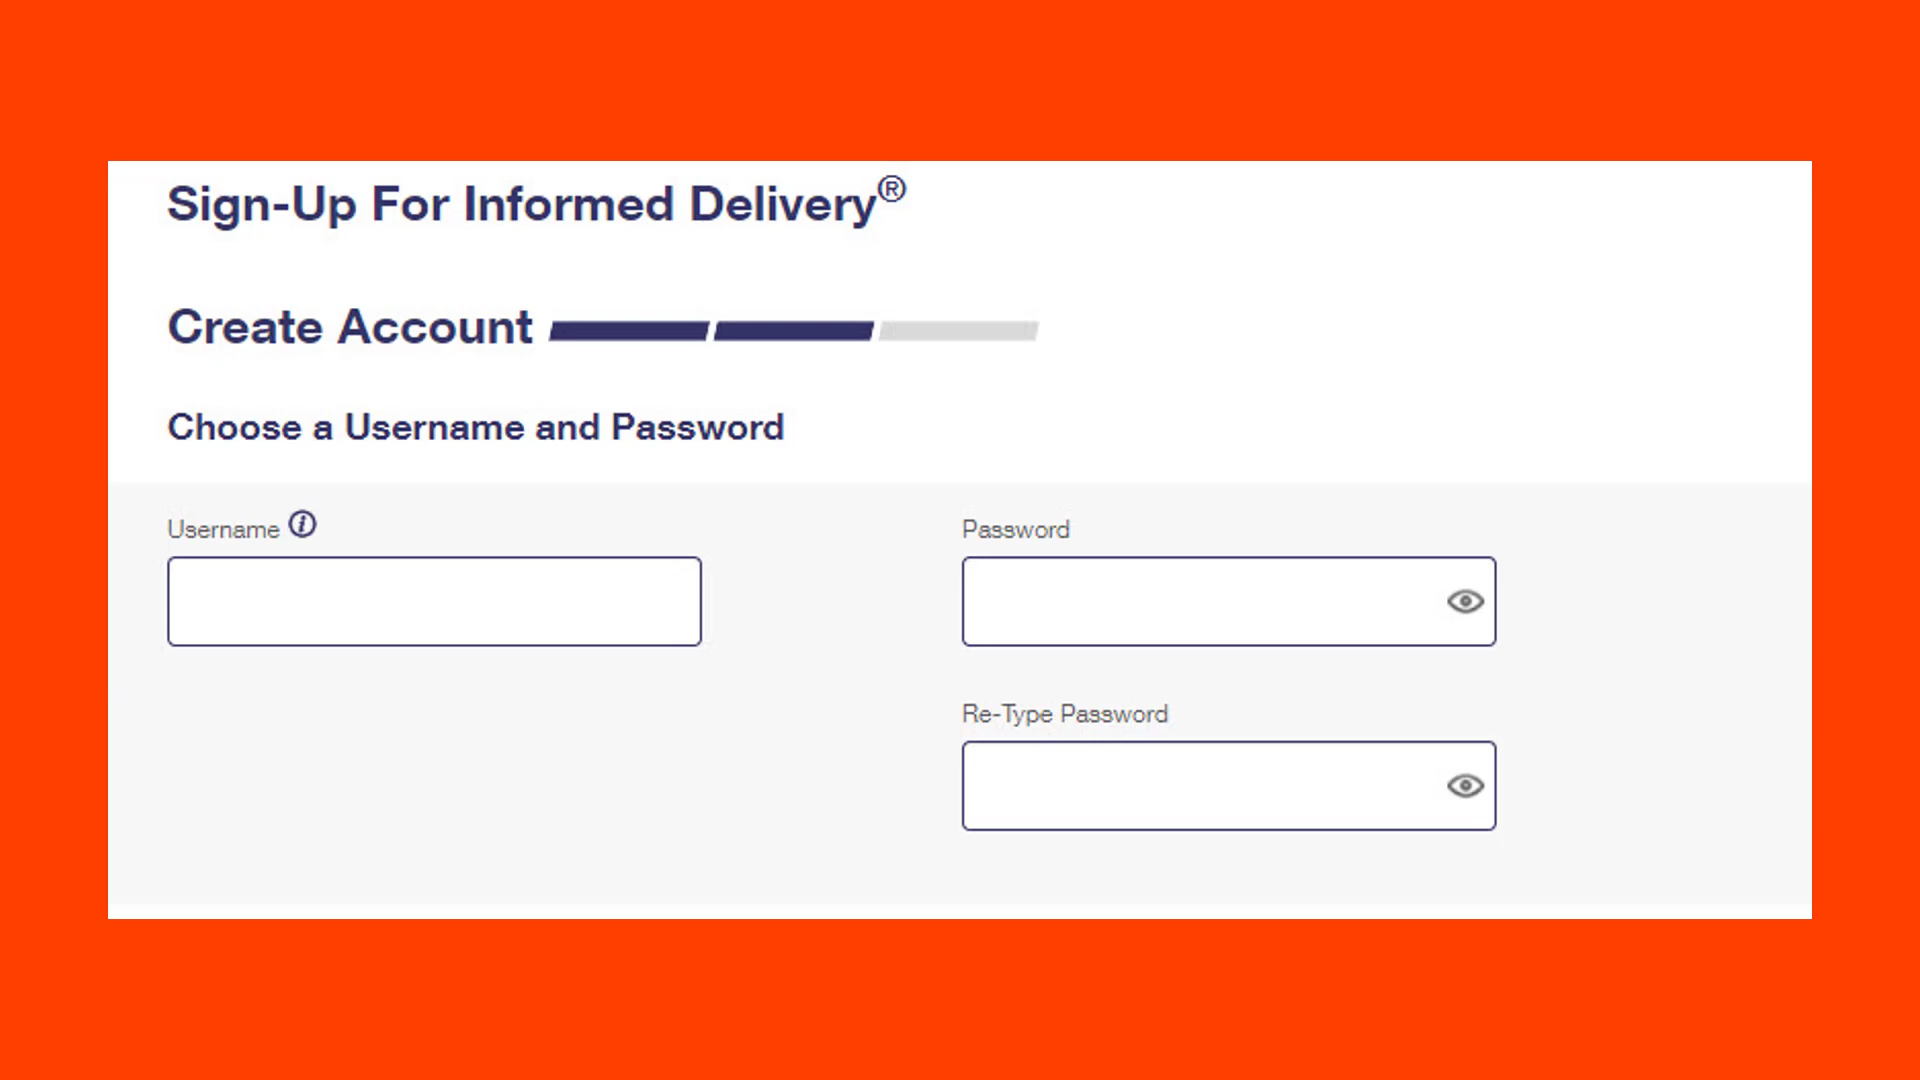 Sign-Up For Informed Delivery®
Create Account
Choose a Username and Password
Username
Password
Re-Type Password